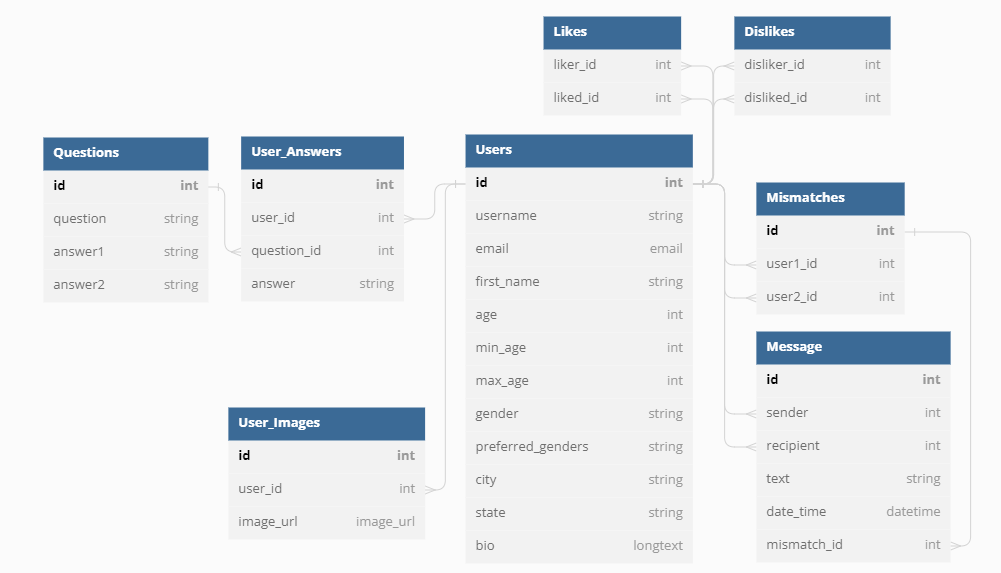 Likes
liker_id int
liked_id int
Dislikes
disliker_id int
disliked_id int
Questions
id int
question string
answer1 string
answer2 string
User_Answers
id int
user_id int
question_id int
answer string
Users
id int
username string
email email
first_name string
age int
min_age int
max_age int
gender string
preferred_genders string
city string
state string
bio longtext
Mismatches
id int
user1_id int
user2_id int
Message
id int
sender int
recipient int
text string
date_time datetime
mismatch_id int
User_Images
id int
user_id int
image_url image_url